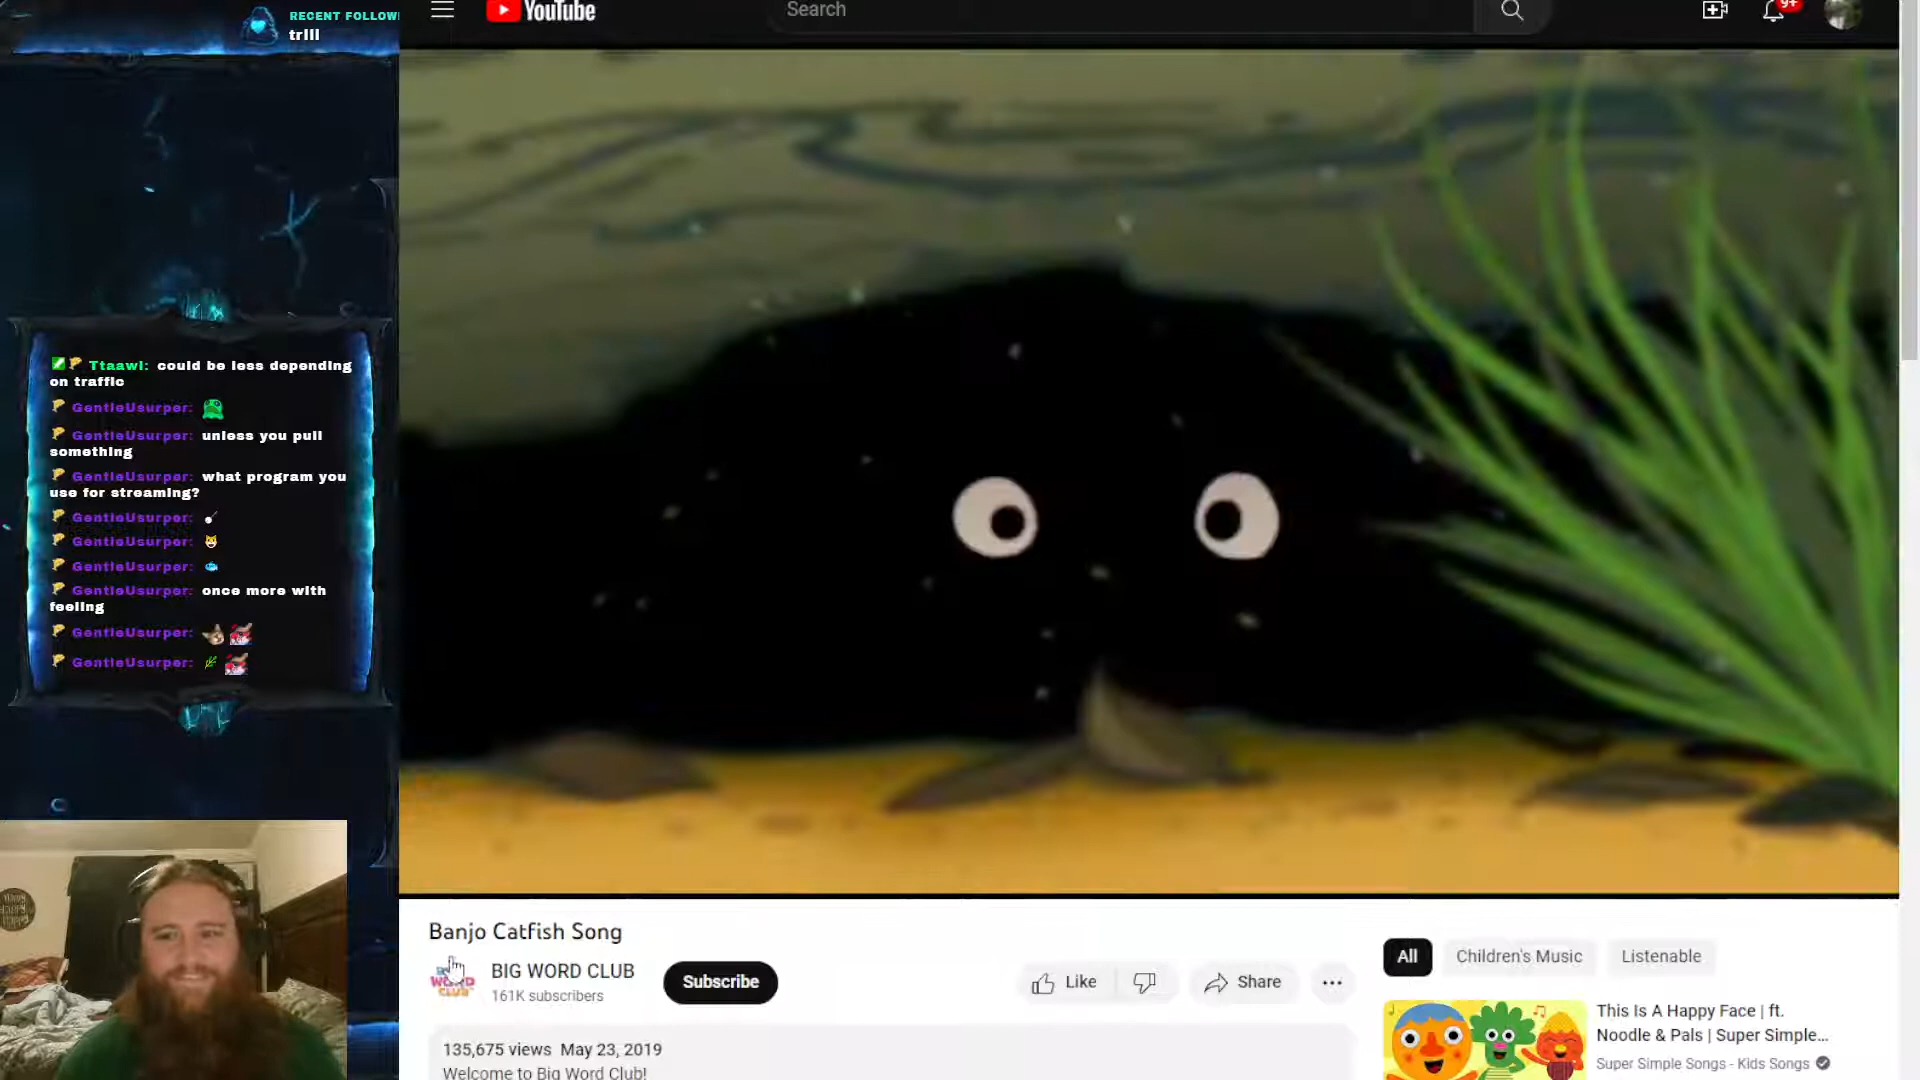 RECENT FOLLOW
trlll
YouTube
Search
9+
Ttaawl: could be less depending
on traffic
GentleUsurper:
GentleUsurper: unless you pull
something
GentleUsurper: what program you
use for streaming?
GentleUsurper:
GentleUsurper:
GentleUsurper:
GentleUsurper: once more with
feeling
GentleUsurper:
GentleUsurper:
Banjo Catfish Song
BIG WORD CLUB
161K subscribers
Subscribe
Like
Share
135,675 views May 23, 2019
Welcome to Big Word Club!
All
Children's Music
Listenable
This Is A Happy Face | ft.
Noodle & Pals | Super Simple...
Super Simple Songs - Kids Songs